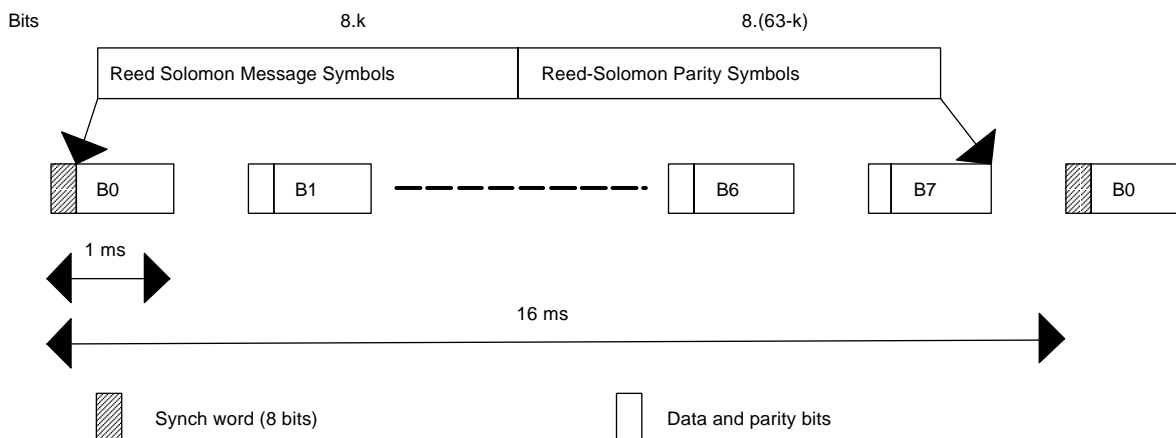 Bits 8.k 8.(63-k)
Reed Solomon Message Symbols Reed-Solomon Parity Symbols
B0 B1 B6 B7 B0
1 ms
16 ms
Synch word (8 bits) Data and parity bits